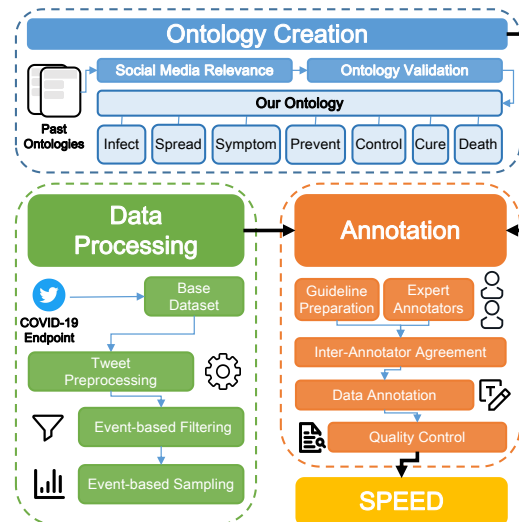 Ontology Creation
Social Media Relevance
Ontology Validation
Past
Ontologies
Our Ontology
Infect
Spread
Symptom
Prevent
Control
Cure
Death
Data
Processing
COVID-19
Endpoint
Base
Dataset
Tweet
Preprocessing
Event-based Filtering
Event-based Sampling
Annotation
Guideline
Preparation
Expert
Annotators
Inter-Annotator Agreement
Data Annotation
T
Quality Control
SPEED